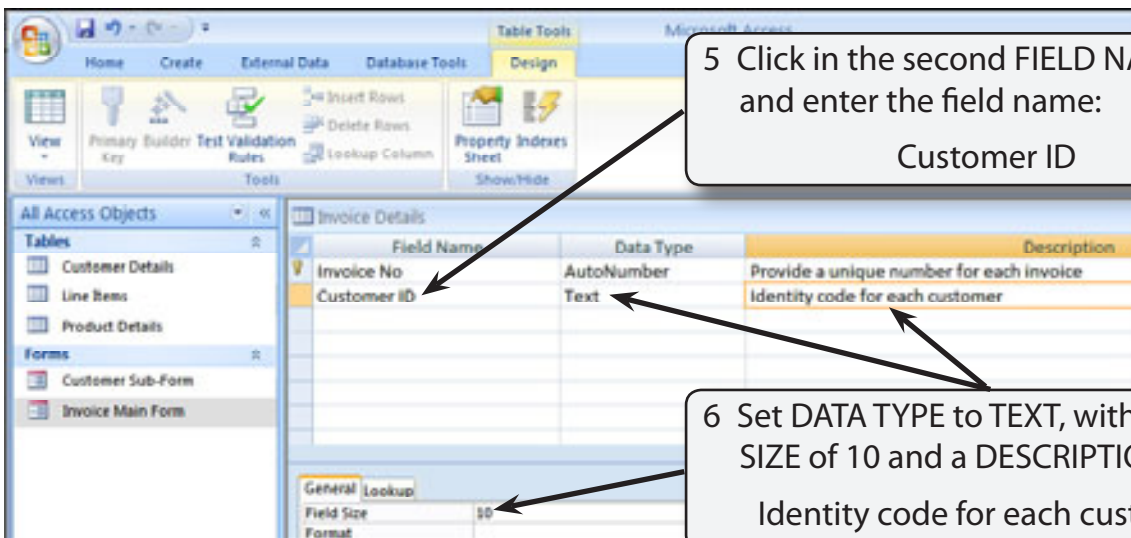 Table Tools
Microsoft Access
Home Create External Data Database Tools Design
Insert Rows
Delete Rows
Lookup Column
View Primary Key Builder Test Validation Rules Property Sheet Indexes
Views Tools Show/Hide
5 Click in the second FIELD
and enter the field name:
Customer ID
All Access Objects
Tables
Customer Details
Line Items
Product Details
Forms
Customer Sub-Form
Invoice Main Form
Invoice Details
Field Name Data Type Description
Invoice No AutoNumber Provide a unique number for each invoice
Customer ID Text Identity code for each customer
6 Set DATA TYPE to TEXT, with
SIZE of 10 and a
Identity code for each
General Lookup
Field Size 10
Format